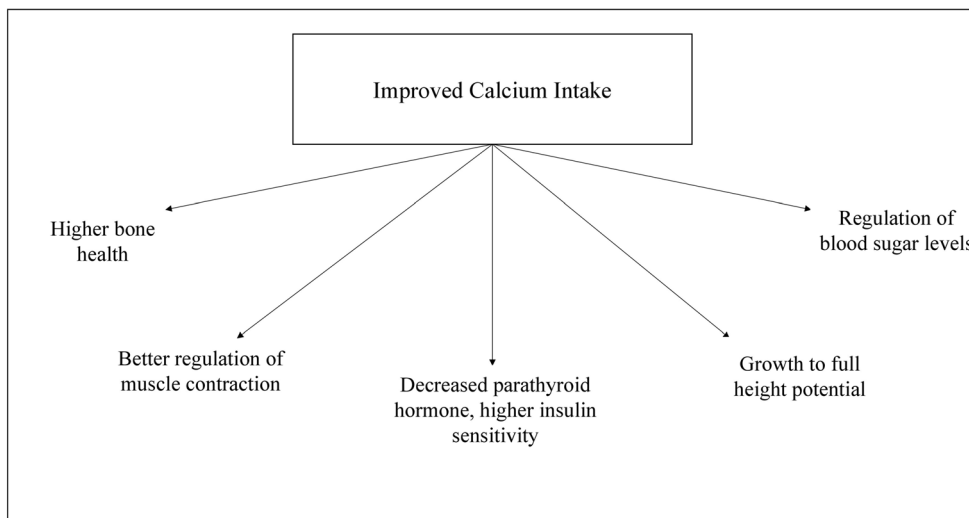 Improved Calcium Intake
Higher bone
health
Regulation of
blood sugar levels
Better regulation of
muscle contraction
Decreased parathyroid
hormone, higher insulin
sensitivity
Growth to full
height potential